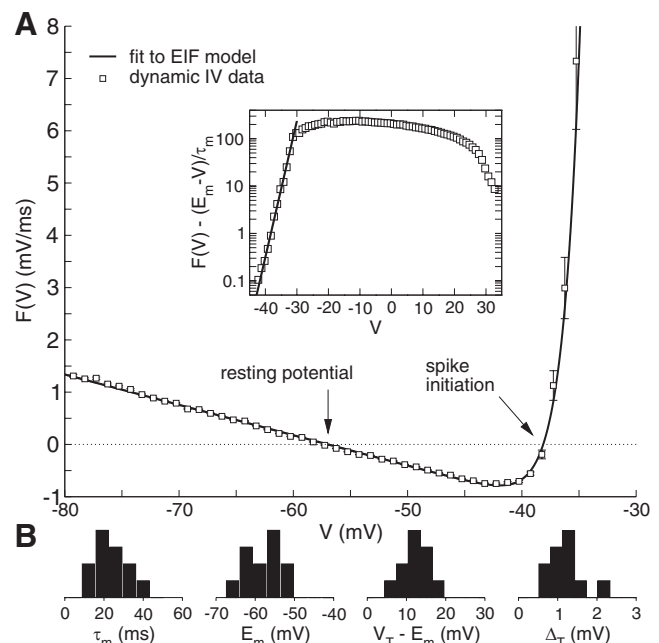 A
fit to EIF model
dynamic IV data
8
7
6
5
4
3
2
1
0
-1
F(V) (mV/ms)
100
10
1
0.1
F(V) - (E_m-V)/τ_m
-40 -30 -20 -10 0 10 20 30
V
resting potential
spike
initiation
-80 -70 -60 -50 -40 -30
V (mV)
B
0 20 40 60
τ_m (ms)
-70 -60 -50 -40
E_m (mV)
0 10 20 30
V_T - E_m (mV)
0 1 2 3
Δ_T (mV)